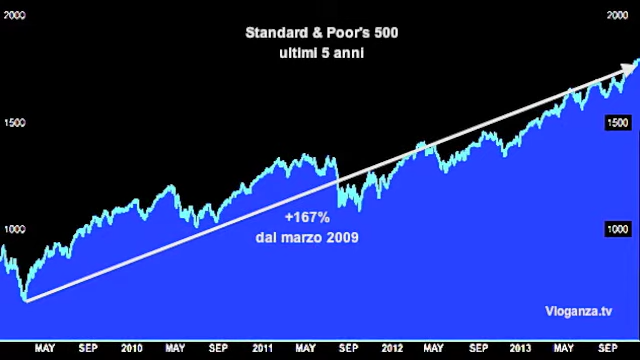 2000
2000
Standard & Poor's 500
ultimi 5 anni
1500
1500
+167%
dal marzo 2009
1000
1000
Vloganza.tv
MAY SEP 2010 MAY SEP 2011 MAY SEP 2012 MAY SEP 2013 MAY SEP